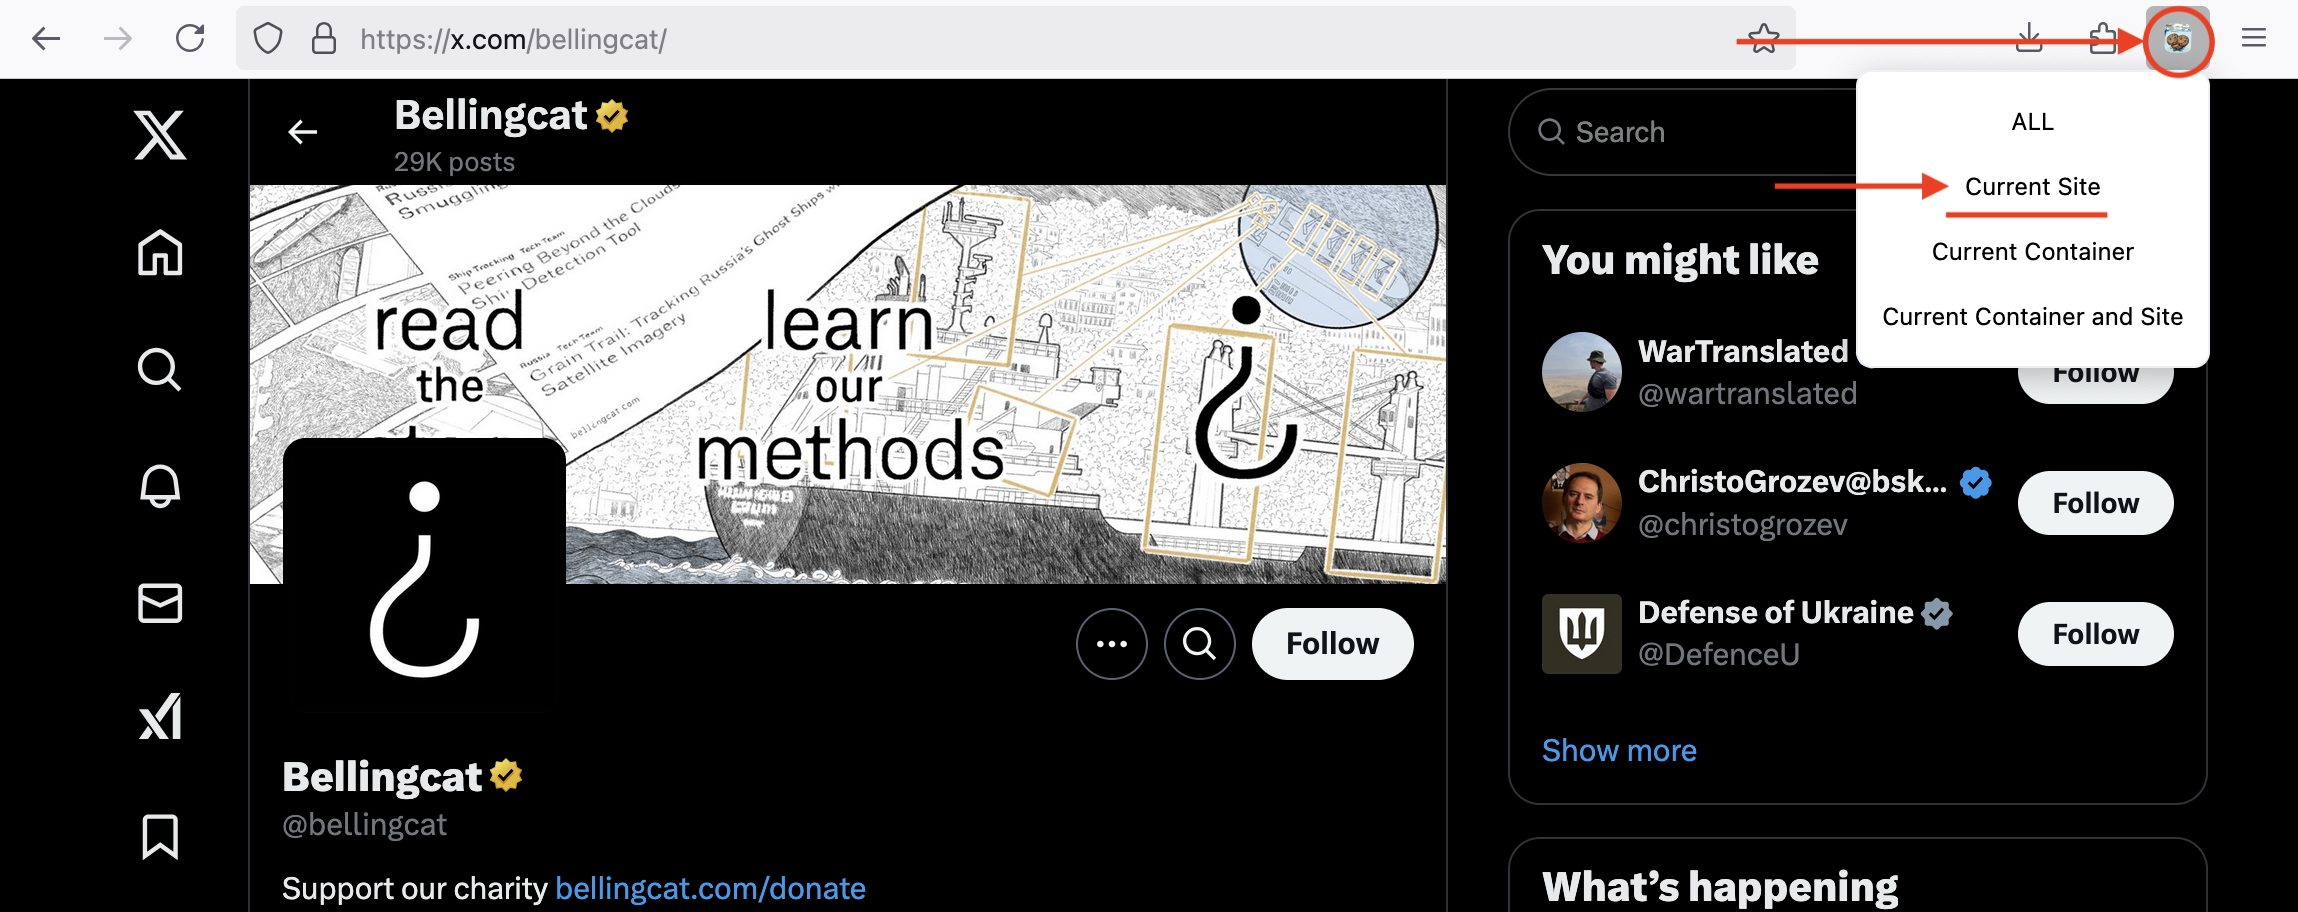 https://x.com/bellingcat/
Bellingcat
29K posts
Search
ALL
Current Site
Current Container
Current Container and Site
Russia
Smuggling
Ship Tracking Tech Team
Peering Beyond the Clouds
Ship Detection Tool
Russia Tech Team
Grain Trail: Tracking Russia's Ghost Ships w
Satellite Imagery
bellingcat.com
read
the
learn
our
methods
Follow
Bellingcat
@bellingcat
Support our charity bellingcat.com/donate
You might like
WarTranslated
@wartranslated
Follow
ChristoGrozev@bsk...
@christogrozev
Follow
Defense of Ukraine
@DefenceU
Follow
Show more
What's happening